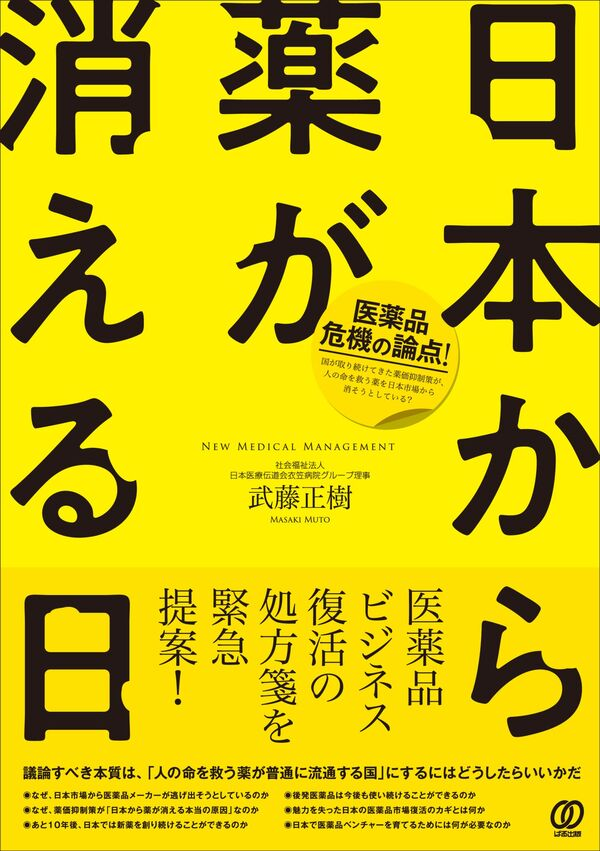 日本から
薬が
消える日
医薬品
危機の論点!
国が取り続けてきた薬価抑制策が、
人の命を救う薬を日本市場から
消そうとしている?
NEW MEDICAL MANAGEMENT
社会福祉法人
日本医療伝道会衣笠病院グループ理事
武藤正樹
MASAKI MUTO
医薬品
ビジネス
復活の
処方箋を
緊急
提案!
議論すべき本質は、「人の命を救う薬が普通に流通する国」にするにはどうしたらいいかだ
●なぜ、日本市場から医薬品メーカーが逃げ出そうとしているのか
●なぜ、薬価抑制策が「日本から薬が消える本当の原因」なのか
●あと10年後、日本では新薬を創り続けることができるのか
●後発医薬品は今後も使い続けることができるのか
●魅力を失った日本の医薬品市場復活のカギとは何か
●日本で医薬品ベンチャーを育てるためには何が必要なのか
ぱる出版